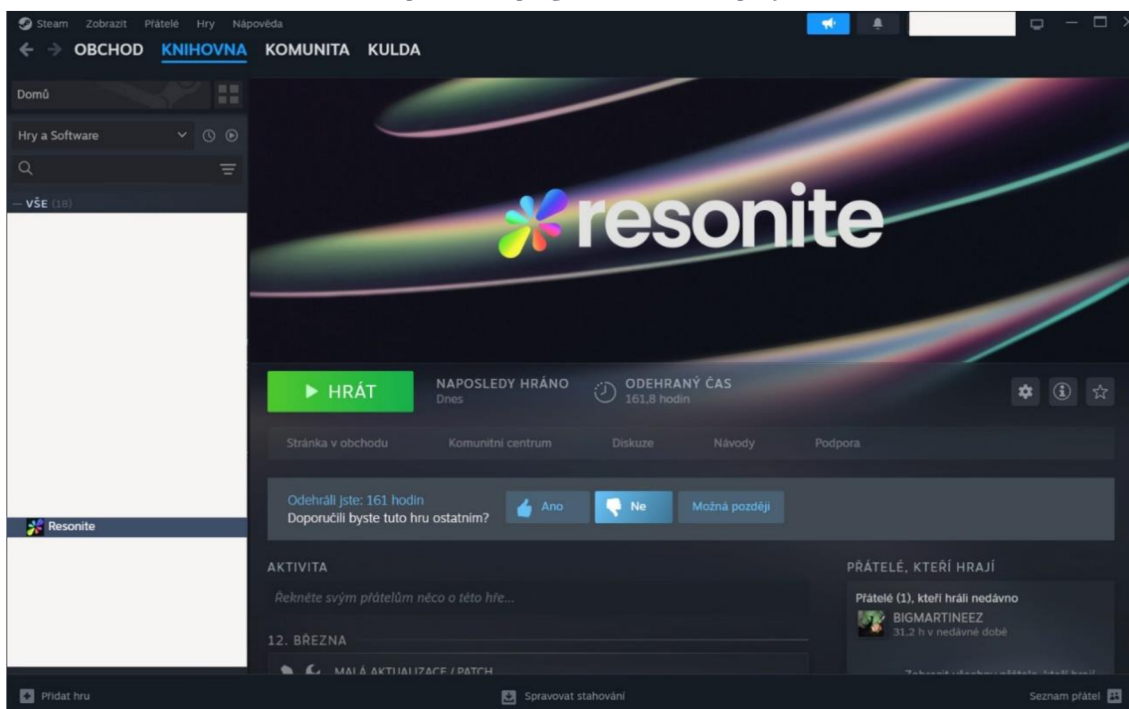 Steam Zobrazit Přátelé Hry Nápověda
OBCHOD KNIHOVNA KOMUNITA KULDA
Domů
Hry a Software
— VŠE (18)
resonite
HRÁT
NAPOSLEDY HRÁNO
Dnes
ODEHRANÝ ČAS
161,8 hodin
Stránka v obchodu Komunitní centrum Diskuze Návody Podpora
Odehráli jste: 161 hodin
Doporučili byste tuto hru ostatním?
Ano Ne Možná později
Resonite
AKTIVITA
Řekněte svým přátelům něco o této hře...
12. BŘEZNA
MALÁ AKTUALIZACE / PATCH
PŘÁTELÉ, KTEŘÍ HRAJÍ
Přátelé (1), kteří hráli nedávno
BIGMARTINEEZ
31,2 h v nedávné době
Přidat hru Spravovat stahování Seznam přátel